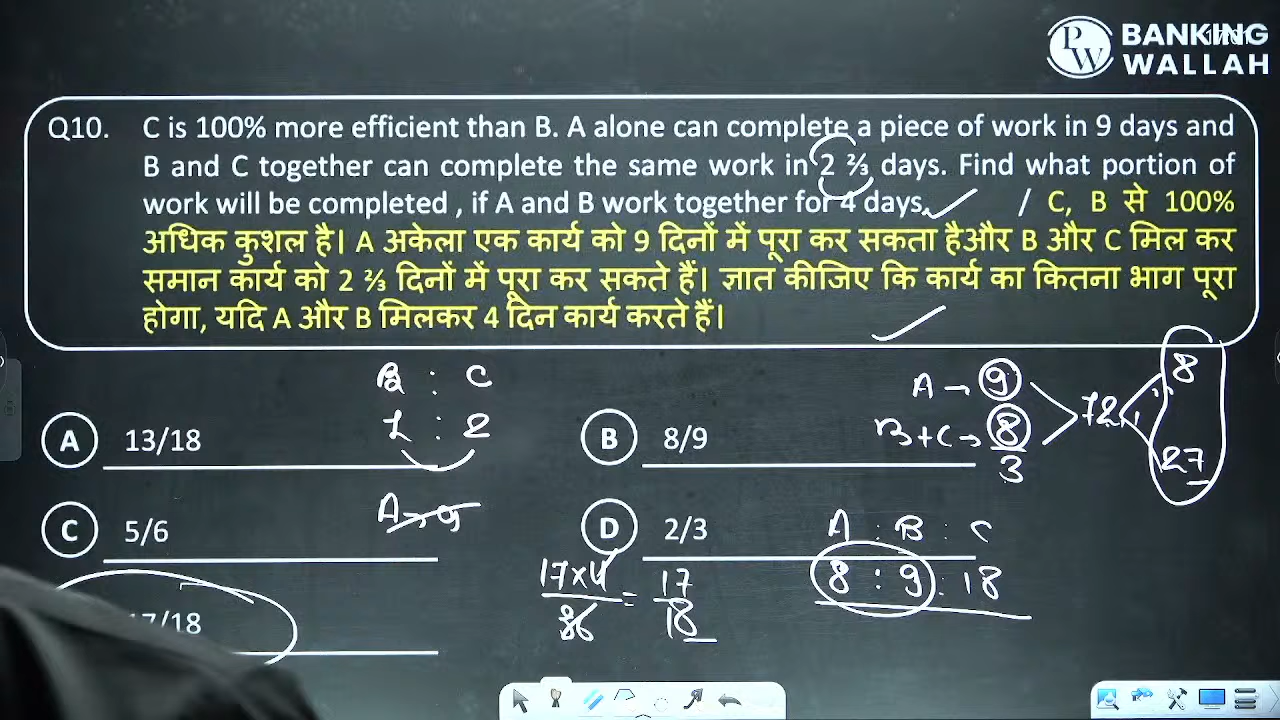 BANKING
WALLAH
Q10. C is 100% more efficient than B. A alone can complete a piece of work in 9 days and
B and C together can complete the same work in 2 ⅔ days. Find what portion of
work will be completed , if A and B work together for 4 days. / C, B से 100%
अधिक कुशल है। A अकेला एक कार्य को 9 दिनों में पूरा कर सकता हैऔर B और C मिल कर
समान कार्य को 2 ⅔ दिनों में पूरा कर सकते हैं। ज्ञात कीजिए कि कार्य का कितना भाग पूरा
होगा, यदि A और B मिलकर 4 दिन कार्य करते हैं।
B : C
1 : 2
A → 9
B+C → 8/3
72
8
27
A 13/18
B 8/9
A → 9
C 5/6
D 2/3
A : B : C
8 : 9 : 18
17×4/36 = 17/18
17/18